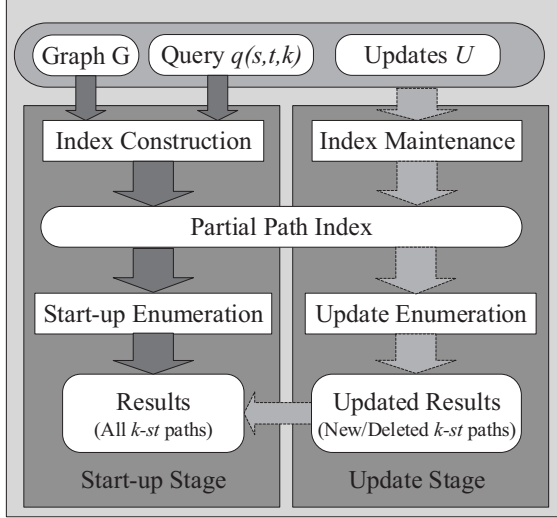 Graph G
Query q(s,t,k)
Updates U
Index Construction
Index Maintenance
Partial Path Index
Start-up Enumeration
Update Enumeration
Results
(All k-st paths)
Updated Results
(New/Deleted k-st paths)
Start-up Stage
Update Stage